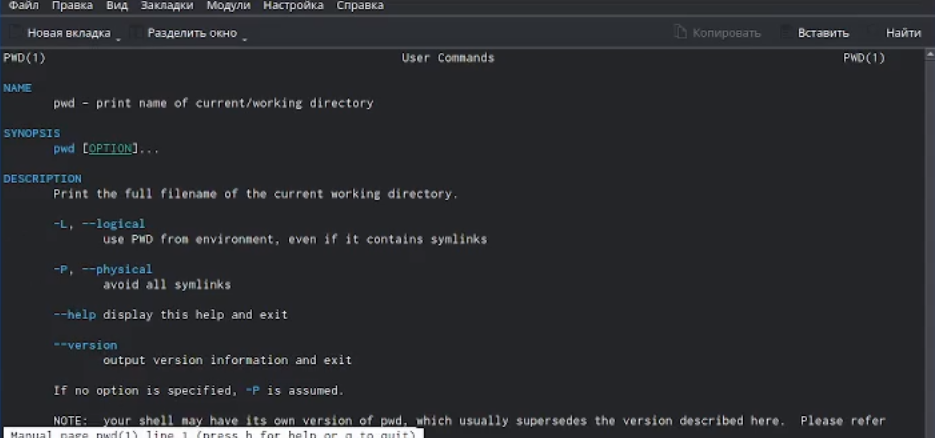 Файл Правка Вид Закладки Модули Настройка Справка
Новая вкладка Разделить окно Копировать Вставить Найти
PWD(1) User Commands PWD(1)
NAME
pwd - print name of current/working directory
SYNOPSIS
pwd [OPTION]...
DESCRIPTION
Print the full filename of the current working directory.
-L, --logical
use PWD from environment, even if it contains symlinks
-P, --physical
avoid all symlinks
--help display this help and exit
--version
output version information and exit
If no option is specified, -P is assumed.
NOTE: your shell may have its own version of pwd, which usually supersedes the version described here. Please refer
Manual page pwd(1) line 1 (press h for help or q to quit)